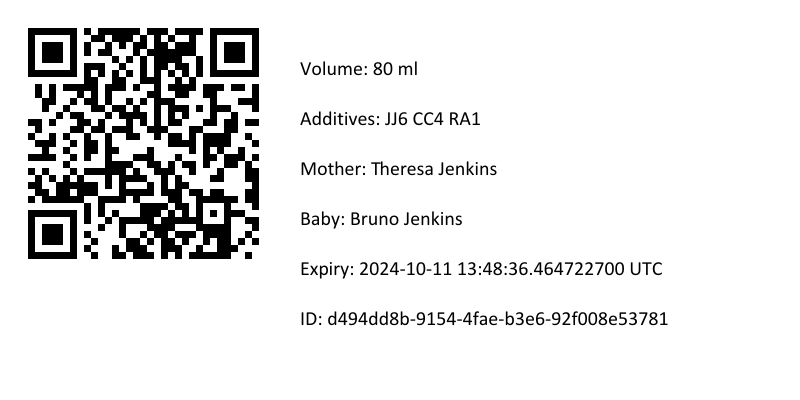 Volume: 80 ml
Additives: JJ6 CC4 RA1
Mother: Theresa Jenkins
Baby: Bruno Jenkins
Expiry: 2024-10-11 13:48:36.464722700 UTC
ID: d494dd8b-9154-4fae-b3e6-92f008e53781